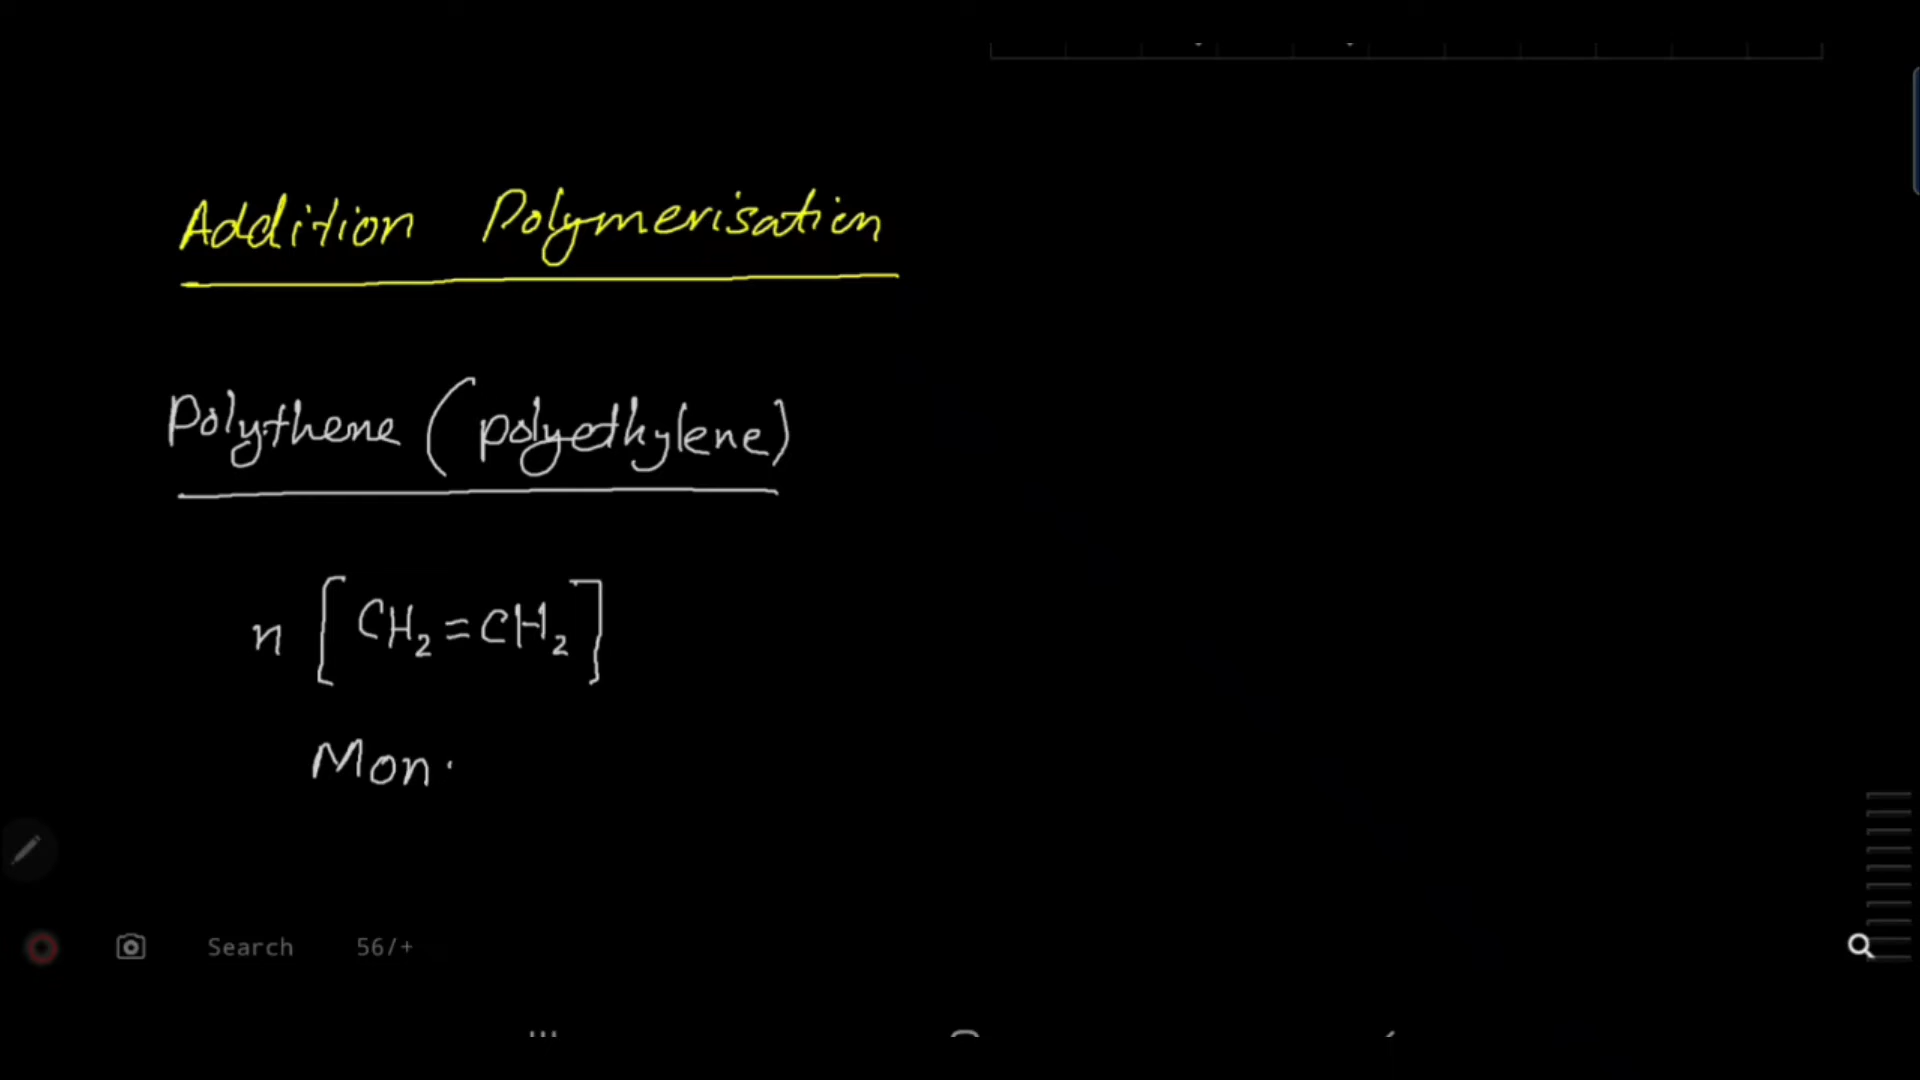 Addition Polymerisation
Polythene (polyethylene)
n [CH₂=CH₂]
Mon.
Search 56/+